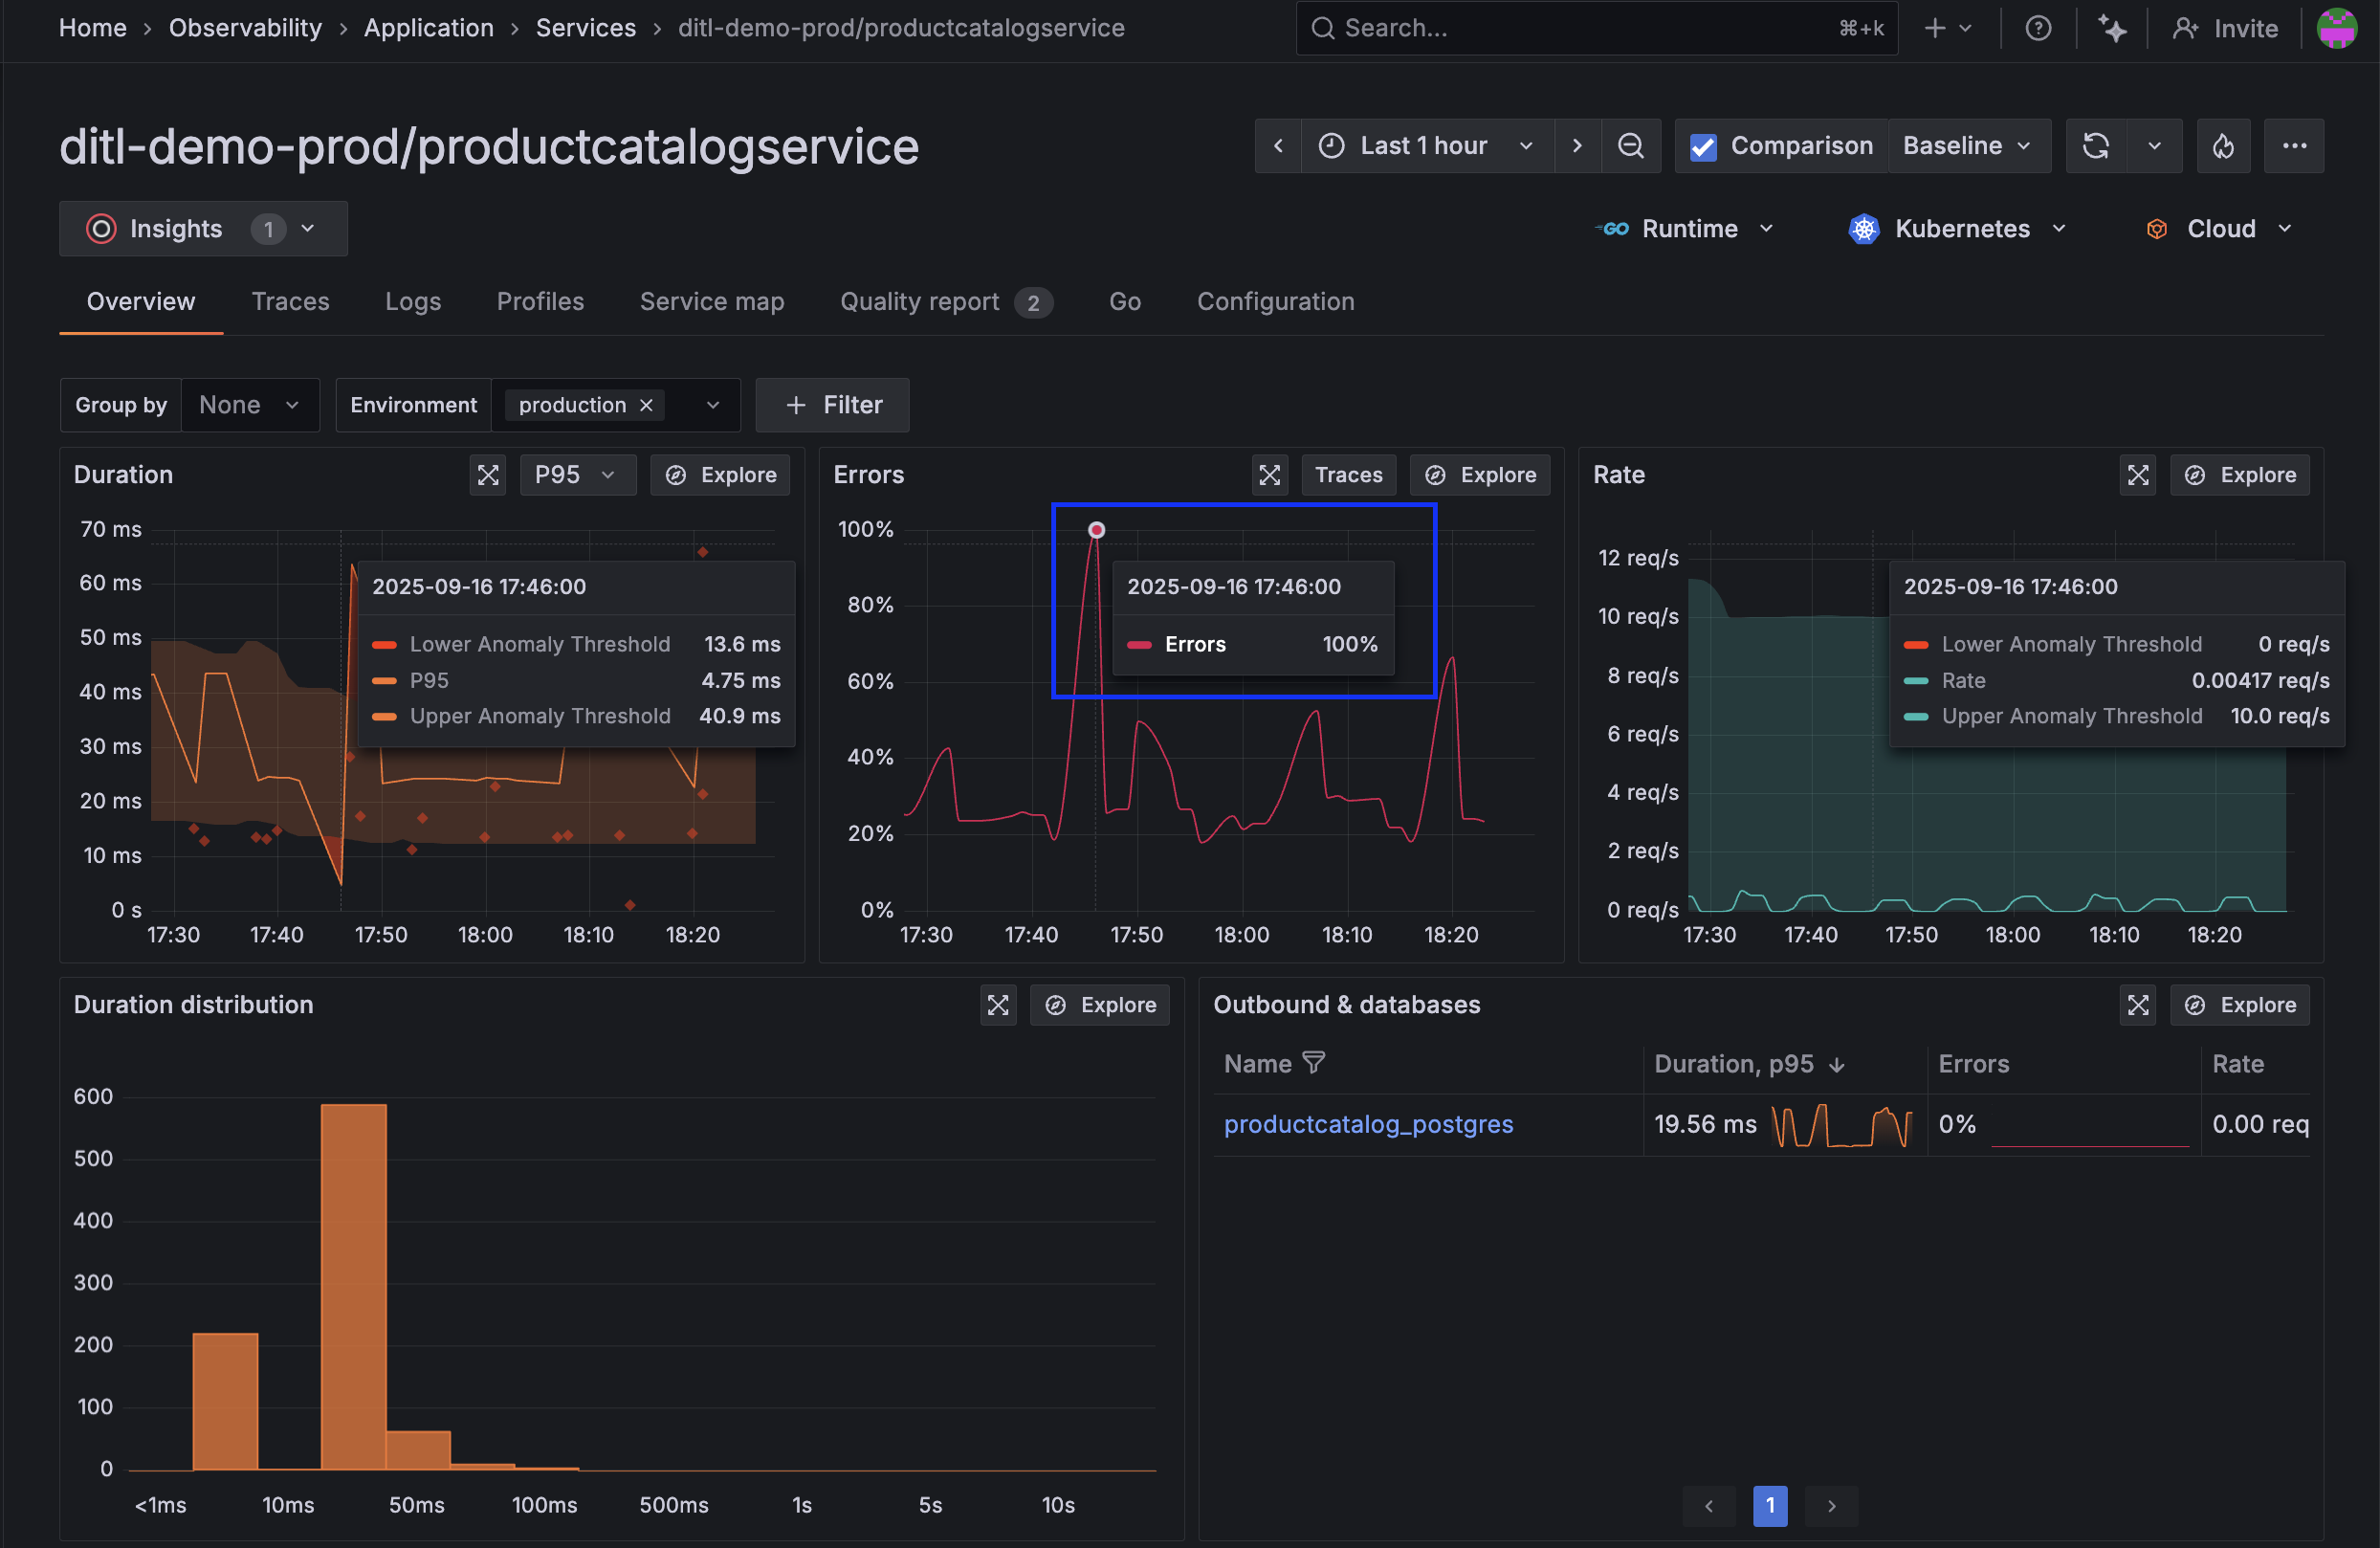 Home › Observability › Application › Services › ditl-demo-prod/productcatalogservice
Search... ⌘+k
Invite
ditl-demo-prod/productcatalogservice
Last 1 hour
Comparison
Baseline
Insights 1
GO Runtime
Kubernetes
Cloud
Overview
Traces
Logs
Profiles
Service map
Quality report 2
Go
Configuration
Group by None
Environment production
+ Filter
Duration
P95
Explore
70 ms
60 ms
50 ms
40 ms
30 ms
20 ms
10 ms
0 s
17:30 17:40 17:50 18:00 18:10 18:20
2025-09-16 17:46:00
Lower Anomaly Threshold 13.6 ms
P95 4.75 ms
Upper Anomaly Threshold 40.9 ms
Errors
Traces
Explore
100%
80%
60%
40%
20%
0%
17:30 17:40 17:50 18:00 18:10 18:20
2025-09-16 17:46:00
Errors 100%
Rate
Explore
12 req/s
10 req/s
8 req/s
6 req/s
4 req/s
2 req/s
0 req/s
17:30 17:40 17:50 18:00 18:10 18:20
2025-09-16 17:46:00
Lower Anomaly Threshold 0 req/s
Rate 0.00417 req/s
Upper Anomaly Threshold 10.0 req/s
Duration distribution
Explore
600
500
400
300
200
100
0
<1ms 10ms 50ms 100ms 500ms 1s 5s 10s
Outbound & databases
Explore
Name Duration, p95 Errors Rate
productcatalog_postgres 19.56 ms 0% 0.00 req
1